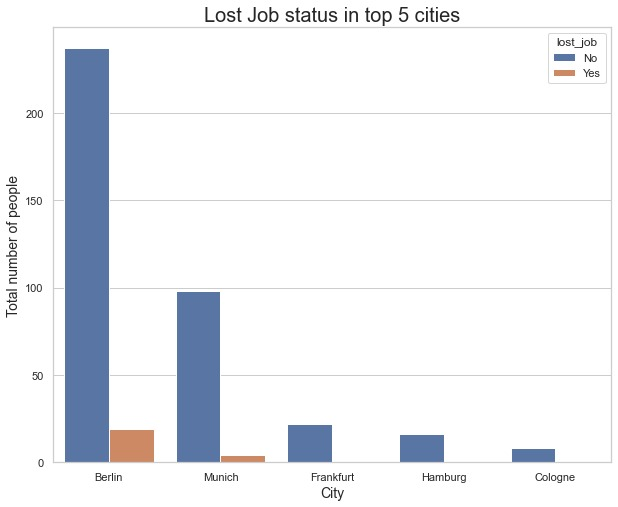 Lost Job status in top 5 cities
lost_job
No
Yes
Total number of people
200
150
100
50
0
Berlin
Munich
Frankfurt
Hamburg
Cologne
City